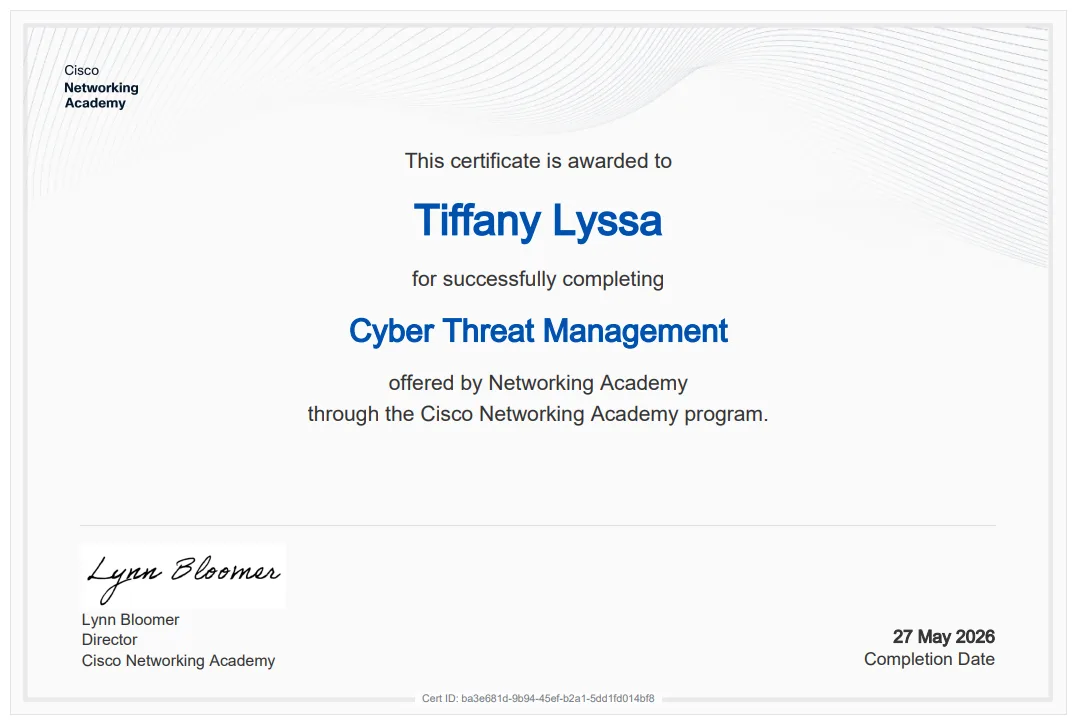 Cisco
Networking
Academy
This certificate is awarded to
Tiffany Lyssa
for successfully completing
Cyber Threat Management
offered by Networking Academy
through the Cisco Networking Academy program.
Lynn Bloomer
Lynn Bloomer
Director
Cisco Networking Academy
27 May 2026
Completion Date
Cert ID: ba3e681d-9b94-45ef-b2a1-5dd1fd014bf8